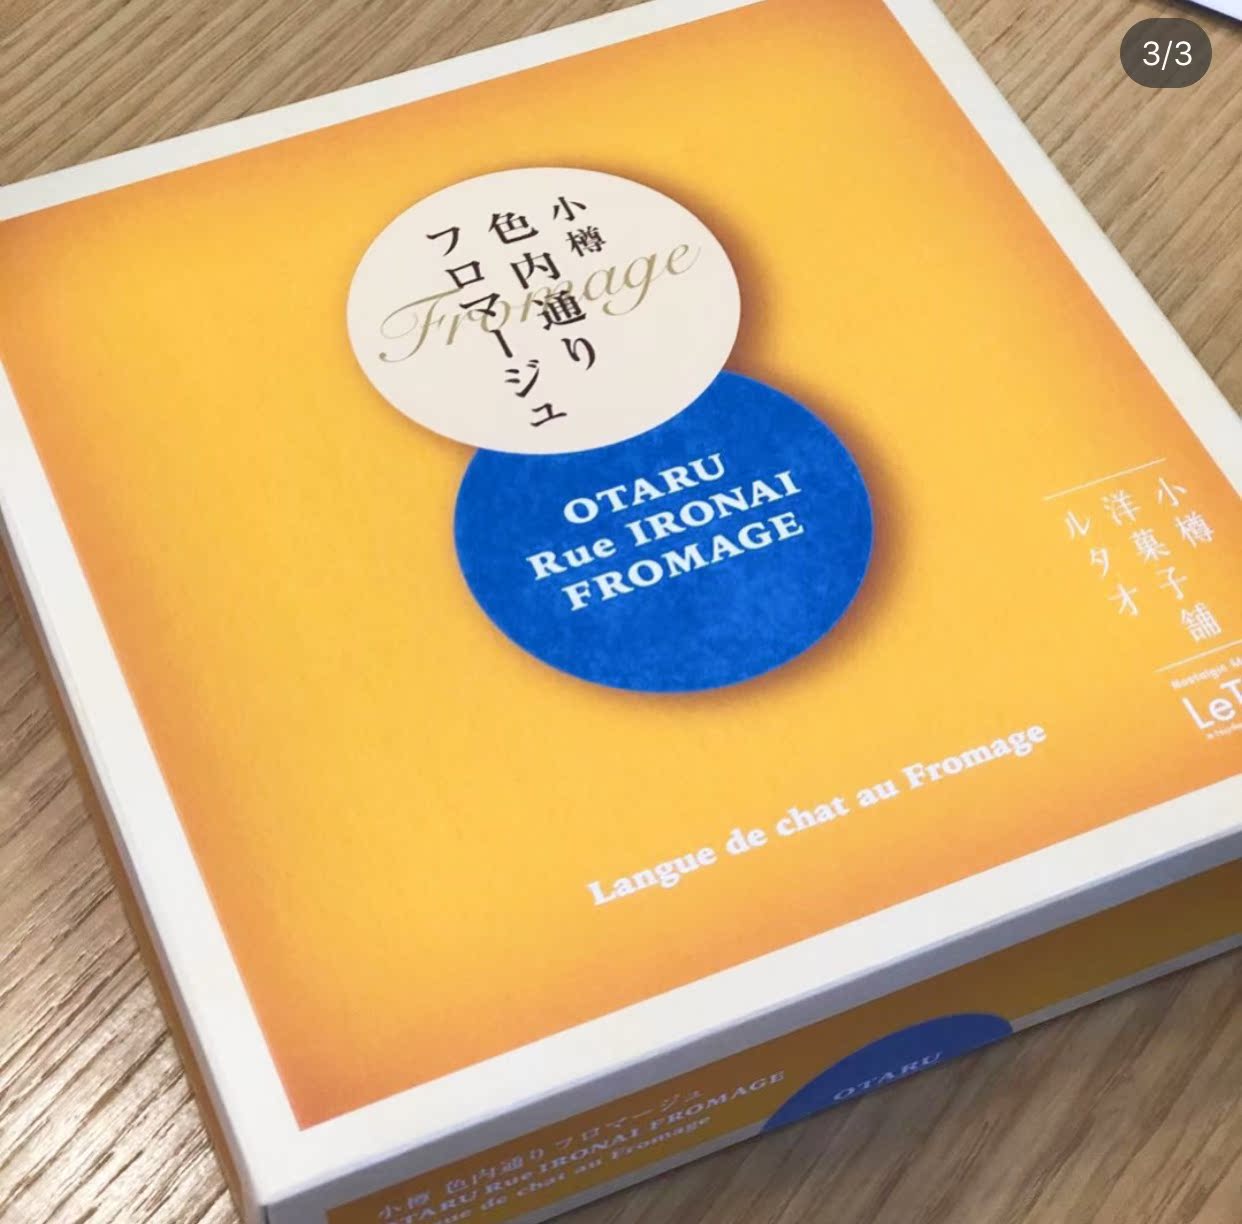 3/3
小樽
色内通り
フロマージュ
Fromage
OTARU
Rue IRONAI
FROMAGE
小樽
洋菓子舗
ルタオ
Nostalgic
LeT
Langue de chat au Fromage
OTARU
小樽 色内通り フロマージュ
OTARU Rue IRONAI FROMAGE
de chat au Fromage